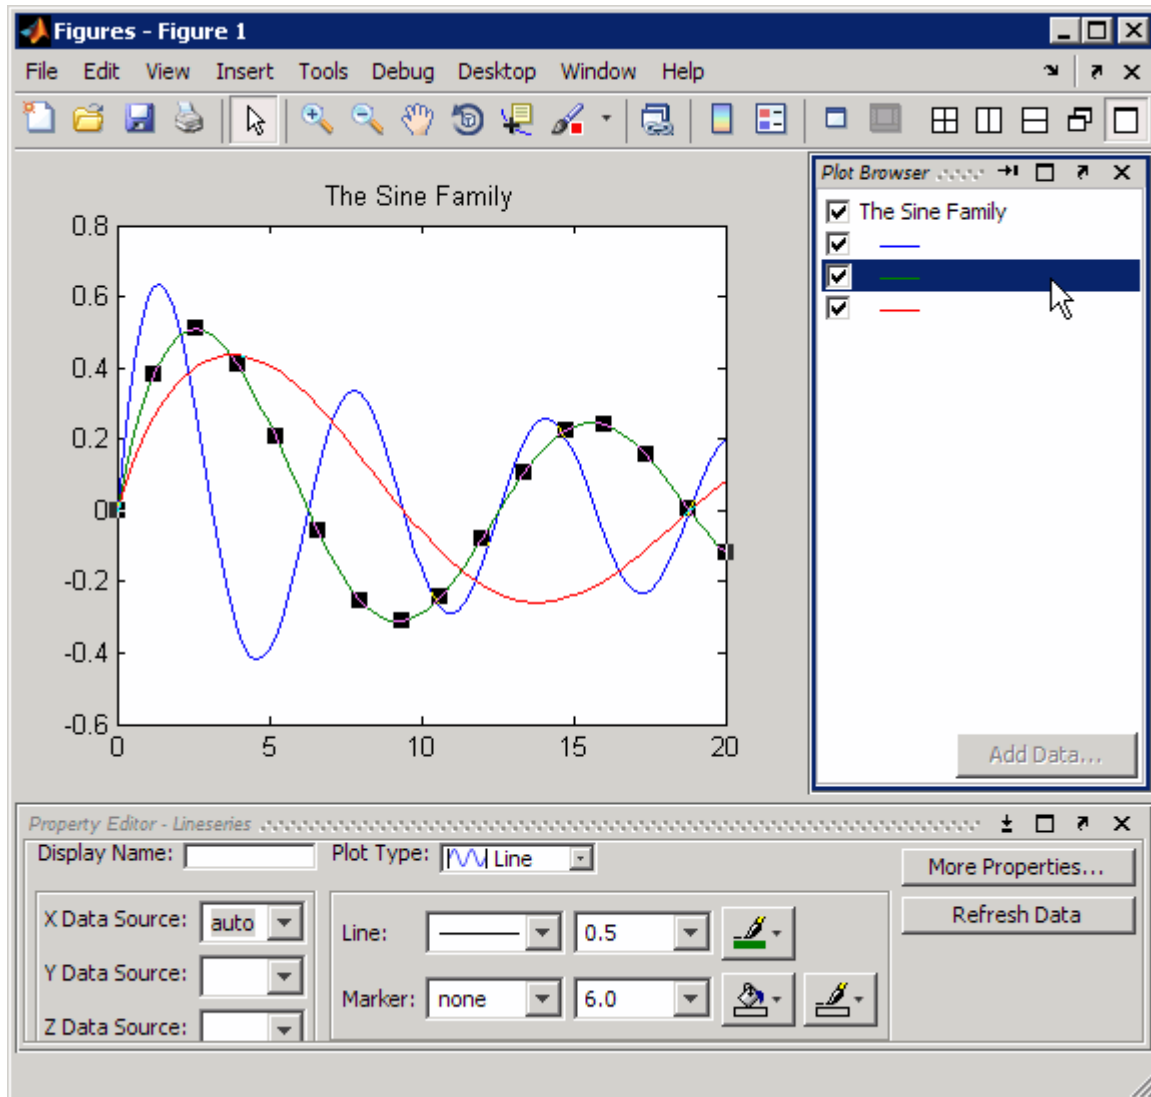 Figures - Figure 1
File Edit View Insert Tools Debug Desktop Window Help
The Sine Family
0.8
0.6
0.4
0.2
0
-0.2
-0.4
-0.6
0 5 10 15 20
Plot Browser
The Sine Family
Add Data...
Property Editor - Lineseries
Display Name: Plot Type: Line
More Properties...
X Data Source: auto
Line: 0.5
Refresh Data
Y Data Source:
Marker: none 6.0
Z Data Source: